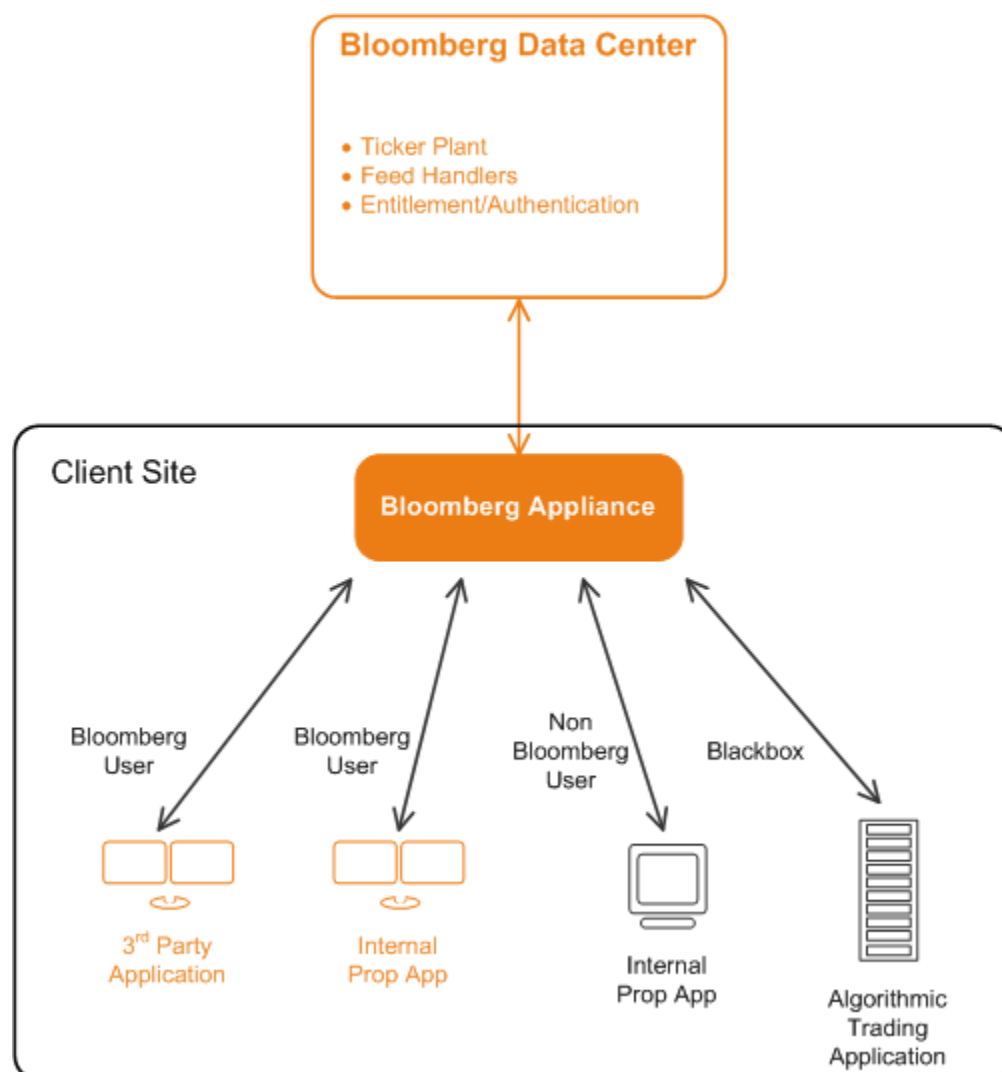 Bloomberg Data Center
• Ticker Plant
• Feed Handlers
• Entitlement/Authentication
Client Site
Bloomberg Appliance
Bloomberg
User
Bloomberg
User
Non
Bloomberg
User
Blackbox
3rd Party
Application
Internal
Prop App
Internal
Prop App
Algorithmic
Trading
Application